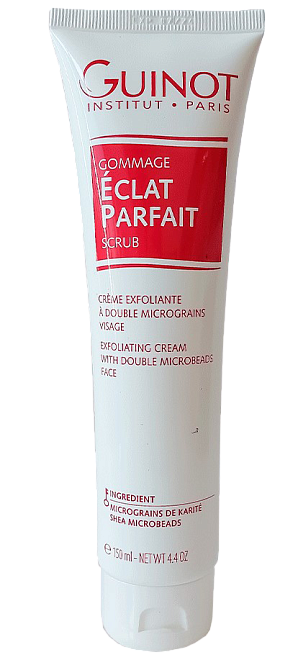 GUINOT
INSTITUT • PARIS
GOMMAGE
ÉCLAT
PARFAIT
SCRUB
CRÈME EXFOLIANTE
À DOUBLE MICROGRAINS
VISAGE
EXFOLIATING CREAM
WITH DOUBLE MICROBEADS
FACE
INGREDIENT
MICROGRAINS DE KARITÉ
SHEA MICROBEADS
℮ 150 ml - NET WT 4.4 OZ